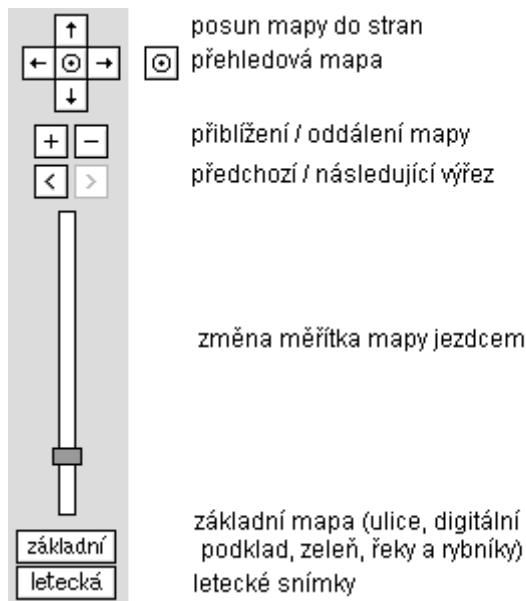 posun mapy do stran
přehledová mapa
přiblížení / oddálení mapy
předchozí / následující výřez
změna měřítka mapy jezdcem
základní mapa (ulice, digitální
podklad, zeleň, řeky a rybníky)
základní
letecká
letecké snímky